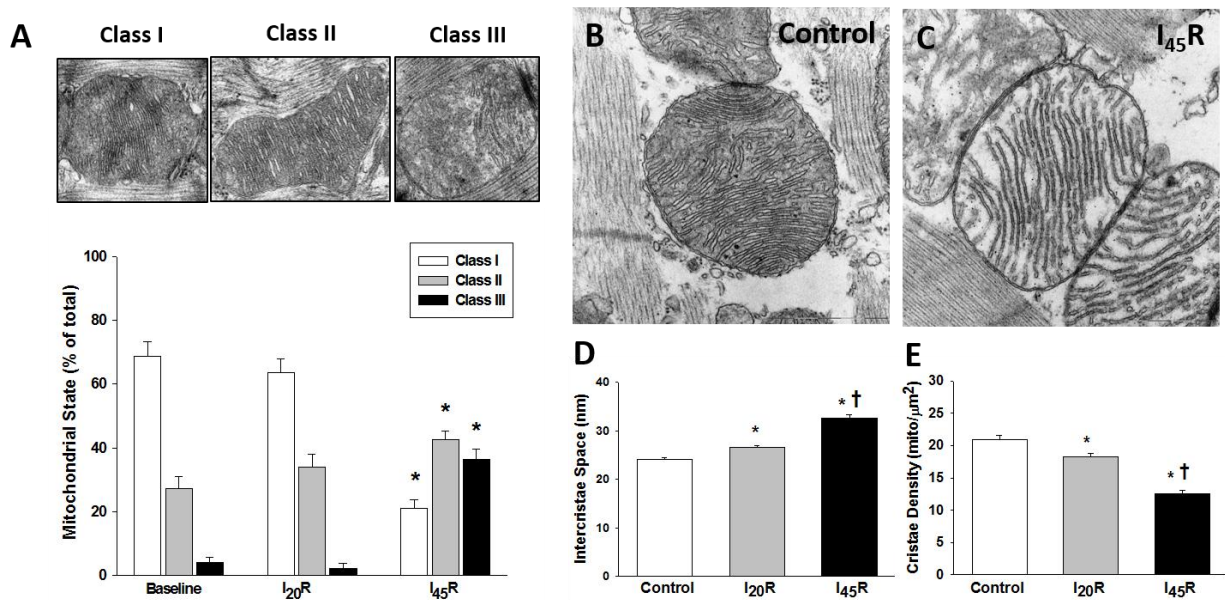 A
Class I
Class II
Class III
Mitochondrial State (% of total)
100
80
60
40
20
0
Class I
Class II
Class III
*
*
*
Baseline
I20R
I45R
B
Control
C
I45R
D
Intercristae Space (nm)
40
30
20
10
0
*
* †
Control
I20R
I45R
E
Cristae Density (mito/μm²)
30
25
20
15
10
5
0
*
* †
Control
I20R
I45R